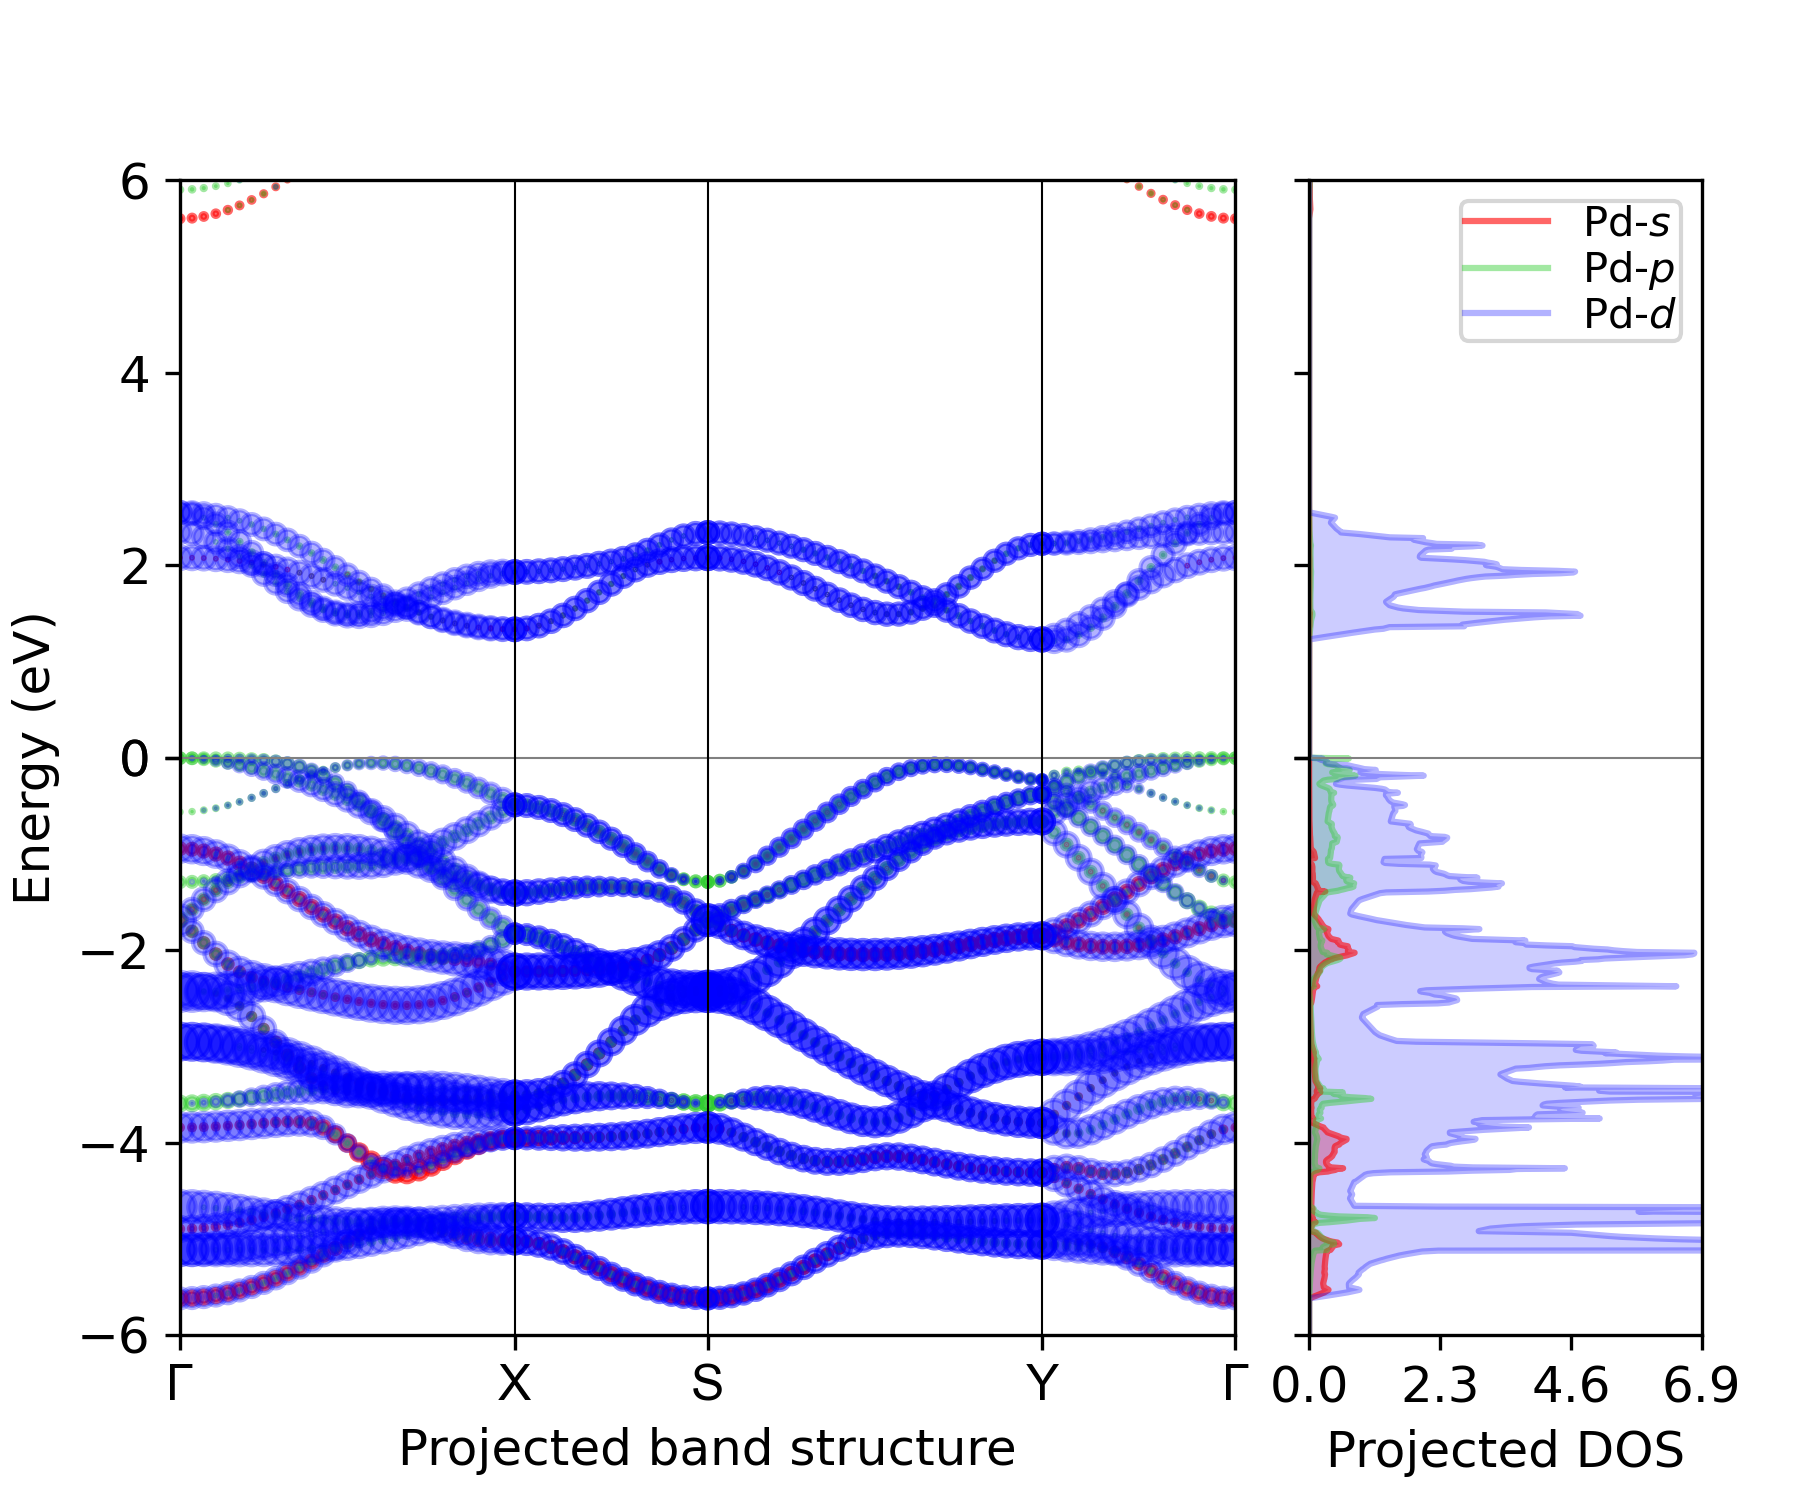 Energy (eV)
6
4
2
0
−2
−4
−6
Γ X S Y Γ
Projected band structure
Pd-s
Pd-p
Pd-d
0.0 2.3 4.6 6.9
Projected DOS